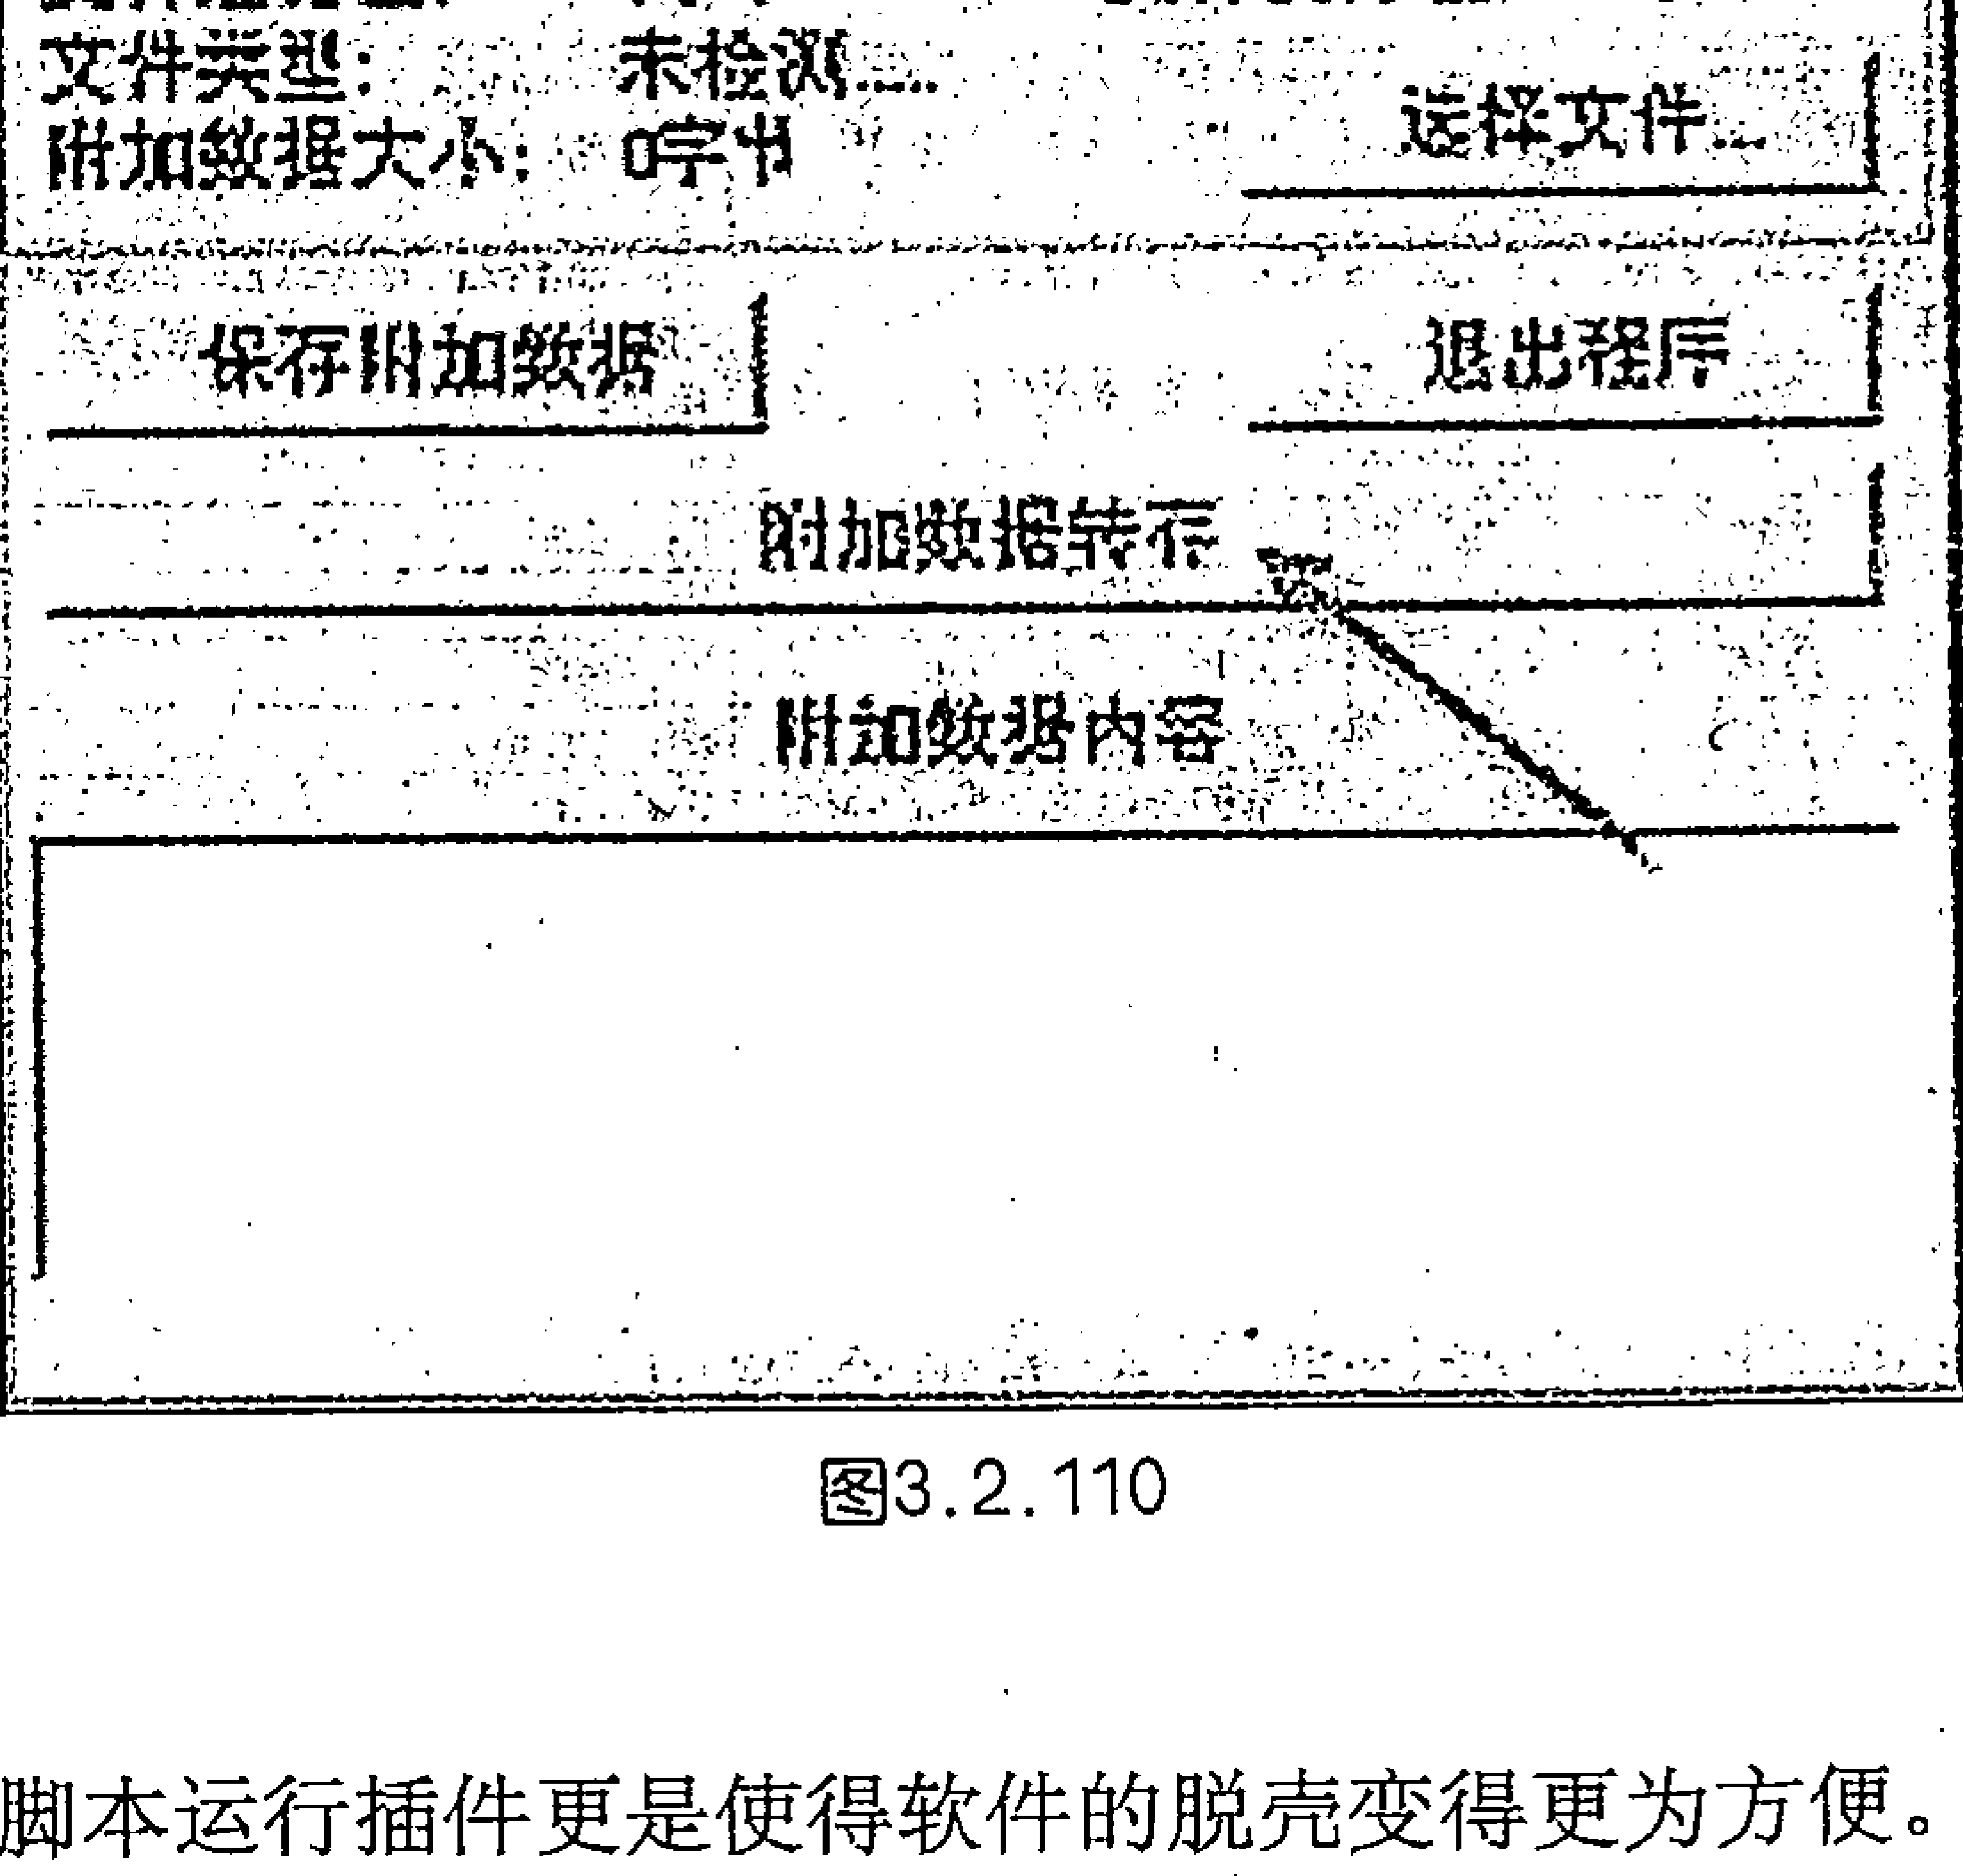 文件类型: 未检测.....
选择文件...
附加数据大小: 0字节
保存附加数据 退出程序
附加数据转存
附加数据内容
图3.2.110
脚本运行插件更是使得软件的脱壳变得更为方便。